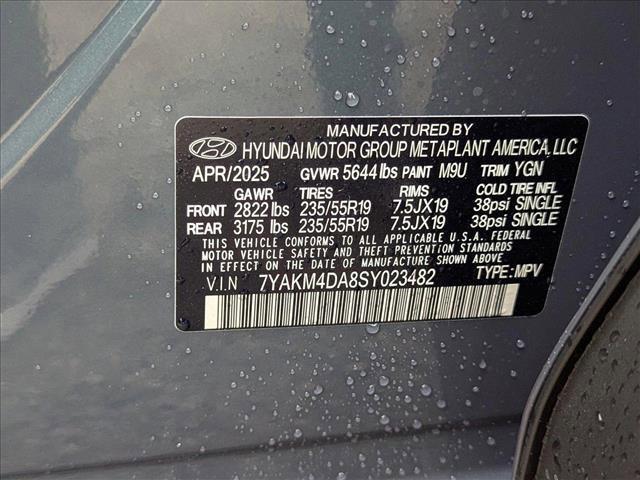 MANUFACTURED BY
HYUNDAI MOTOR GROUP METAPLANT AMERICA, LLC
APR/2025 GVWR 5644 lbs PAINT M9U TRIM YGN
GAWR TIRES RIMS COLD TIRE INFL
FRONT 2822 lbs 235/55R19 7.5JX19 38psi SINGLE
REAR 3175 lbs 235/55R19 7.5JX19 38psi SINGLE
THIS VEHICLE CONFORMS TO ALL APPLICABLE U.S.A. FEDERAL
MOTOR VEHICLE SAFETY AND THEFT PREVENTION STANDARDS
IN EFFECT ON THE DATE OF MANUFACTURE SHOWN ABOVE.
V.I.N 7YAKM4DA8SY023482 TYPE: MPV